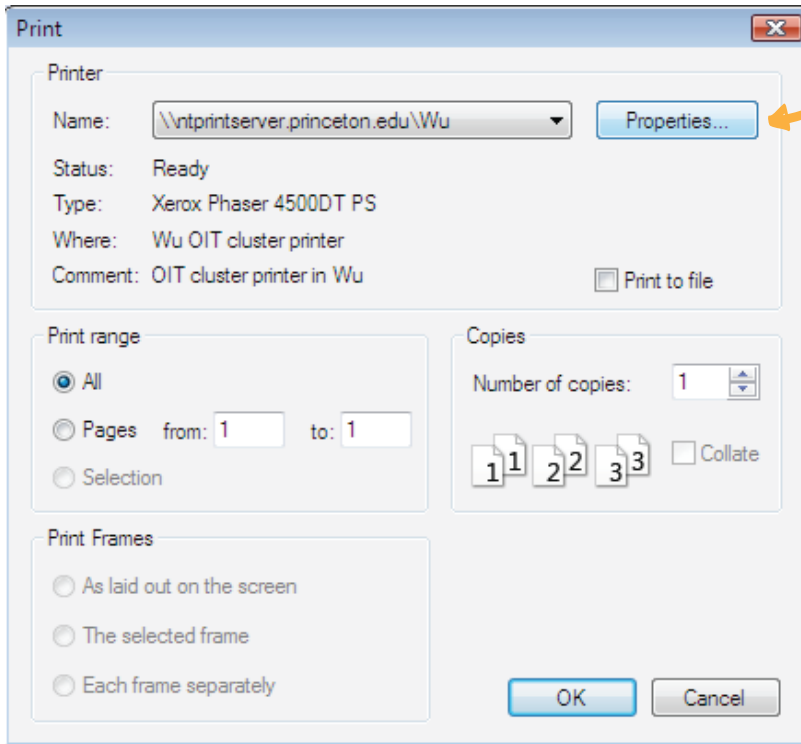 Print
Printer
Name: \\ntprintserver.princeton.edu\Wu Properties...
Status: Ready
Type: Xerox Phaser 4500DT PS
Where: Wu OIT cluster printer
Comment: OIT cluster printer in Wu Print to file
Print range
All
Pages from: 1 to: 1
Selection
Copies
Number of copies: 1
1 1 2 2 3 3 Collate
Print Frames
As laid out on the screen
The selected frame
Each frame separately
OK Cancel